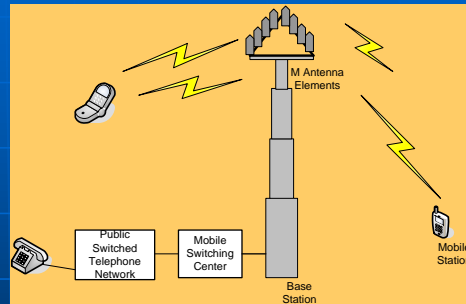 M Antenna
Elements
Public
Switched
Telephone
Network
Mobile
Switching
Center
Mobile
Station
Base
Station